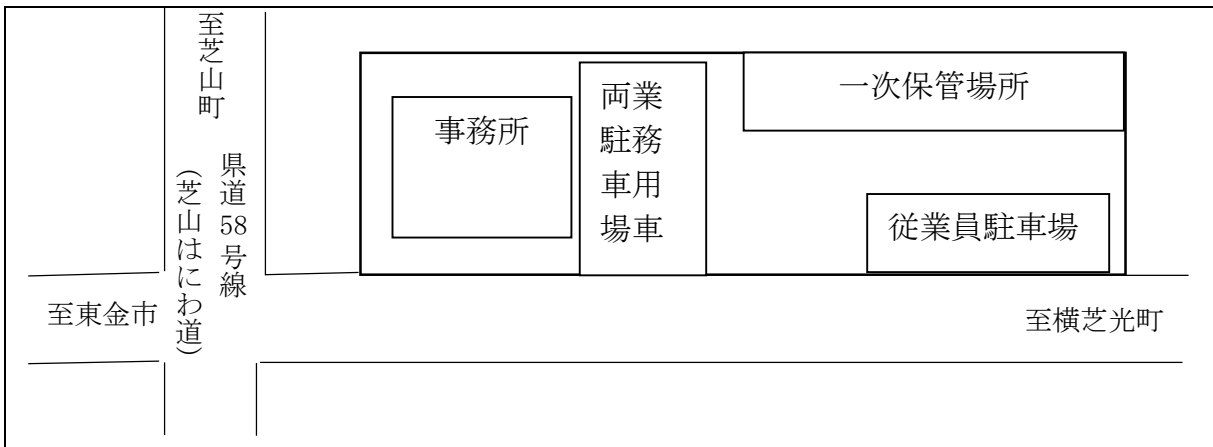 至芝山町
県道58号線
(芝山はにわ道)
事務所
業務用車
両駐車場
一次保管場所
従業員駐車場
至東金市
至横芝光町